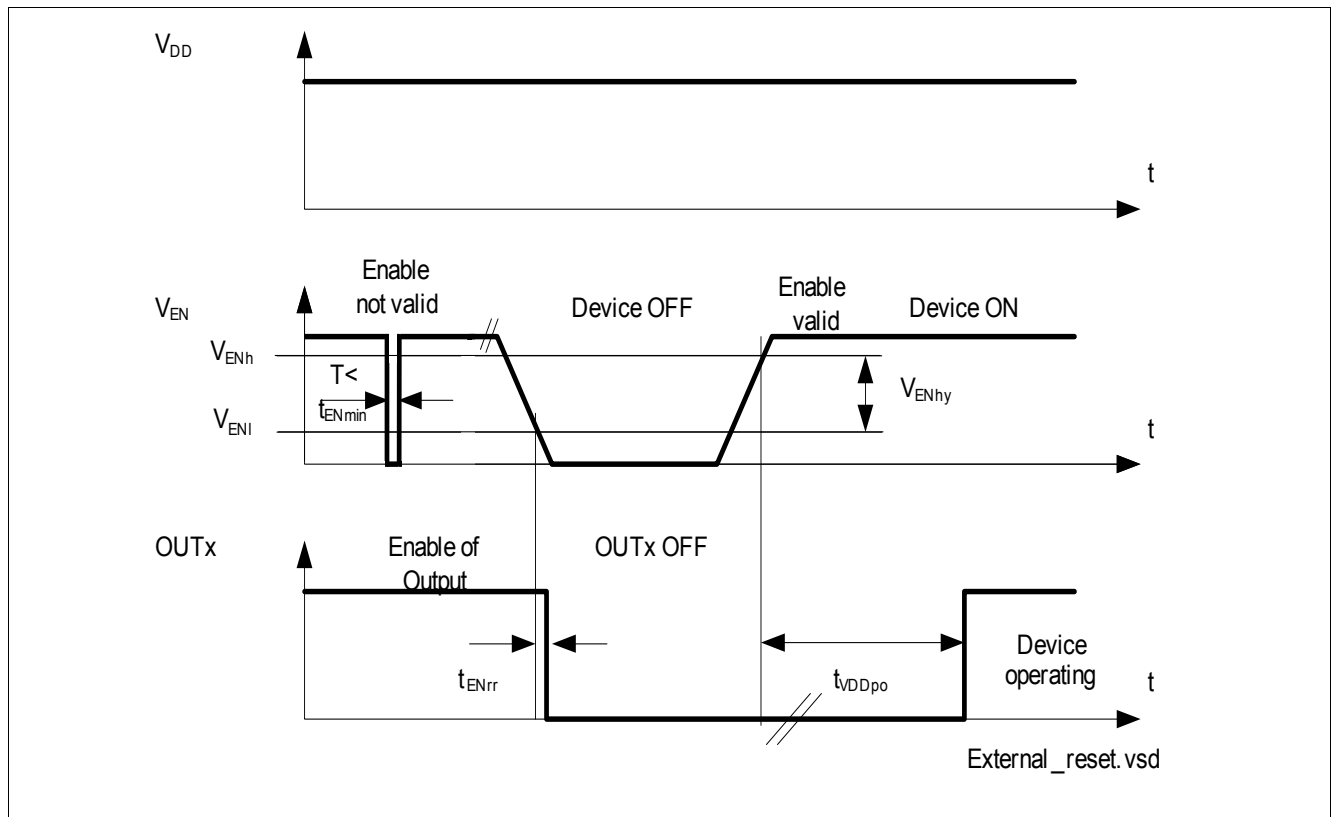 VDD
t
Enable
not valid
Device OFF
Enable
valid
Device ON
VEN
VENh
T<
tENmin
VENhy
VENl
t
OUTx
Enable of
Output
OUTx OFF
tENrr
tVDDpo
Device
operating
t
External_reset.vsd